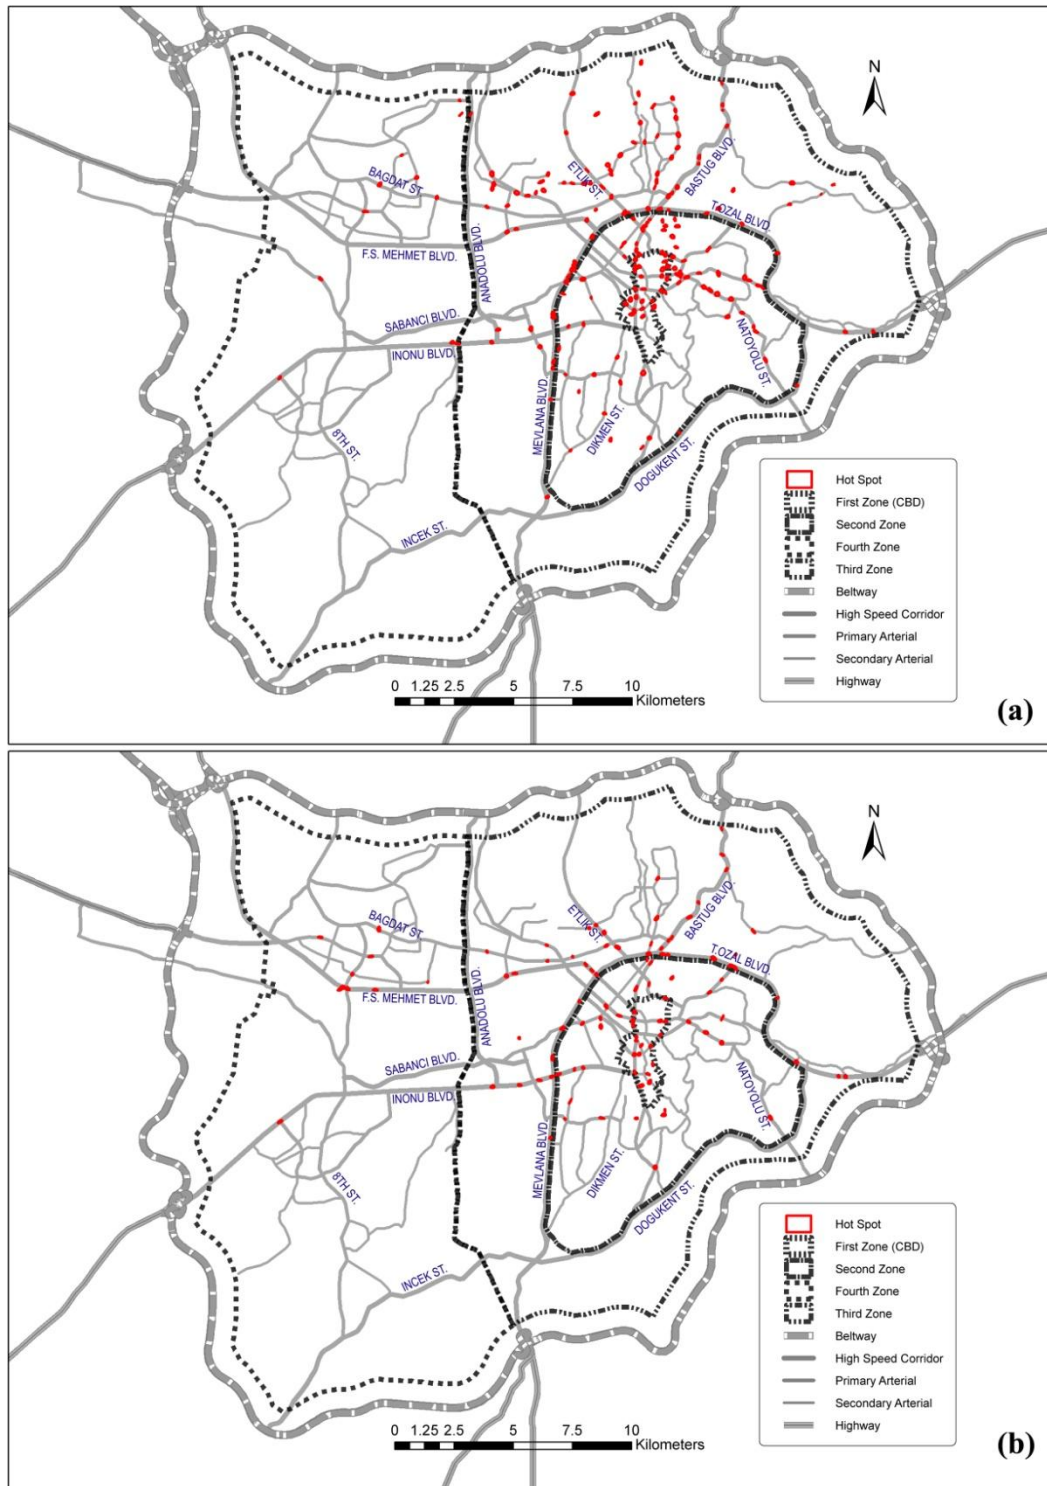 N
ETLIK ST.
BASTUG BLVD.
BAGDAT ST.
T.OZAL BLVD.
F.S. MEHMET BLVD.
ANADOLU BLVD.
SABANCI BLVD.
INONU BLVD.
NATOYOLU ST.
MEVLANA BLVD.
DIKMEN ST.
8TH ST.
DOGUKENT ST.
INCEK ST.
Hot Spot
First Zone (CBD)
Second Zone
Fourth Zone
Third Zone
Beltway
High Speed Corridor
Primary Arterial
Secondary Arterial
Highway
0 1.25 2.5 5 7.5 10
Kilometers
(a)
N
ETLIK ST.
BASTUG BLVD.
BAGDAT ST.
T.OZAL BLVD.
F.S. MEHMET BLVD.
ANADOLU BLVD.
SABANCI BLVD.
INONU BLVD.
NATOYOLU ST.
MEVLANA BLVD.
DIKMEN ST.
8TH ST.
DOGUKENT ST.
INCEK ST.
Hot Spot
First Zone (CBD)
Second Zone
Fourth Zone
Third Zone
Beltway
High Speed Corridor
Primary Arterial
Secondary Arterial
Highway
0 1.25 2.5 5 7.5 10
Kilometers
(b)